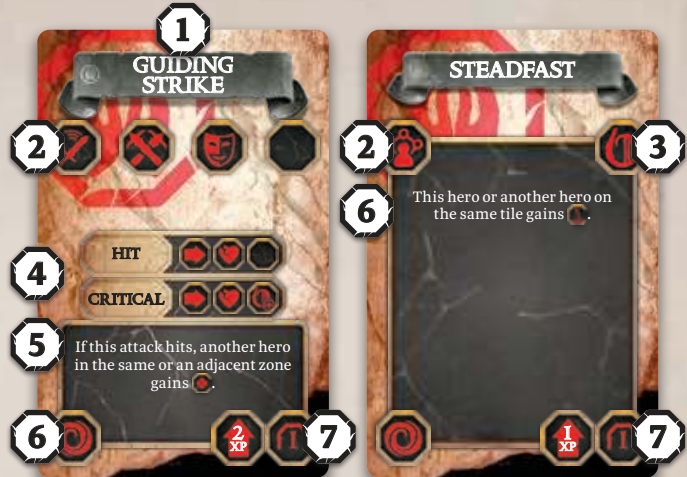 1
GUIDING
STRIKE
2
HIT
4
CRITICAL
5
If this attack hits, another hero
in the same or an adjacent zone
gains .
6
2
XP
I
7
STEADFAST
2
3
6
This hero or another hero on
the same tile gains .
I
XP
I
7